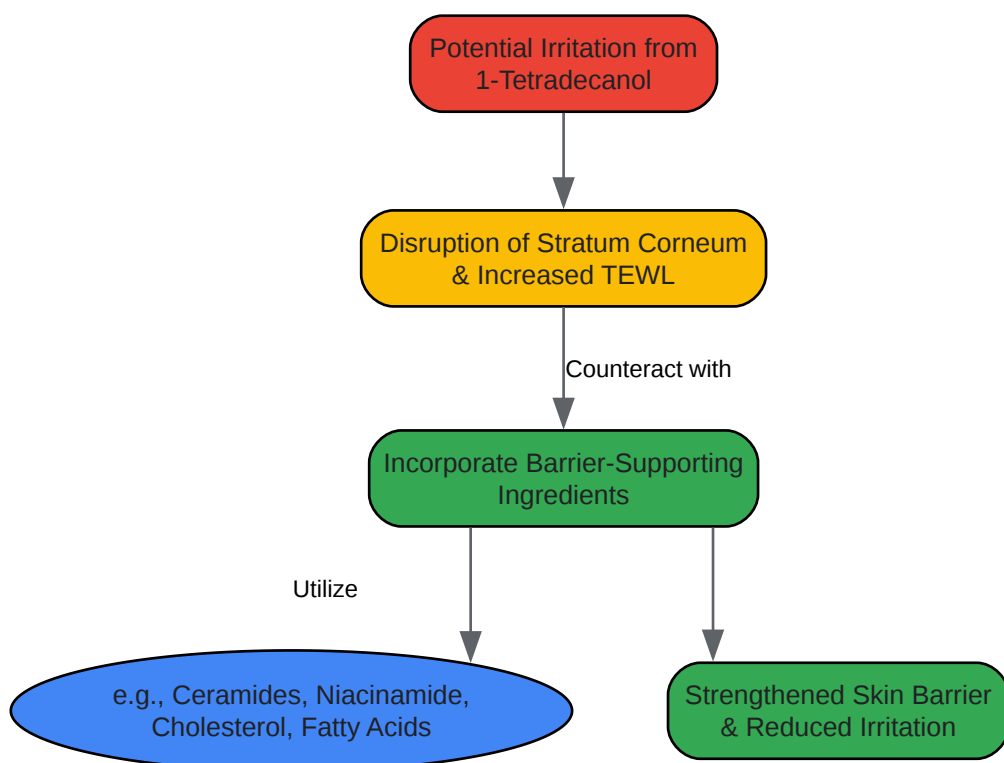 Potential Irritation from
1-Tetradecanol
Disruption of Stratum Corneum
& Increased TEWL
Counteract with
Incorporate Barrier-Supporting
Ingredients
Utilize
e.g., Ceramides, Niacinamide,
Cholesterol, Fatty Acids
Strengthened Skin Barrier
& Reduced Irritation